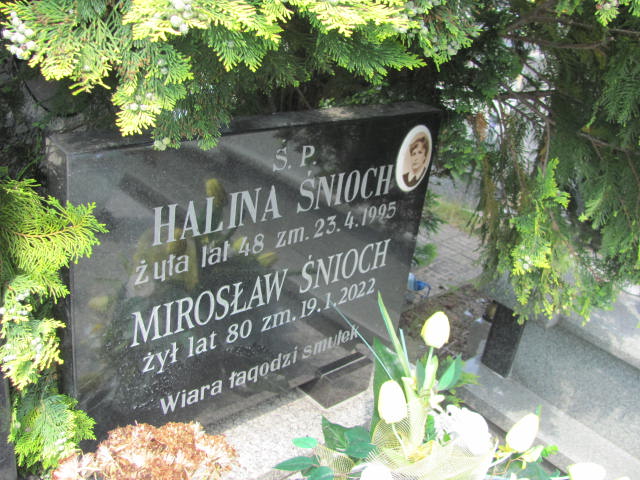 Ś. P.
HALINA ŚNIOCH
żyła lat 48 zm. 23.4.1995
MIROSŁAW ŚNIOCH
żył lat 80 zm. 19.1.2022
Wiara łagodzi smutek